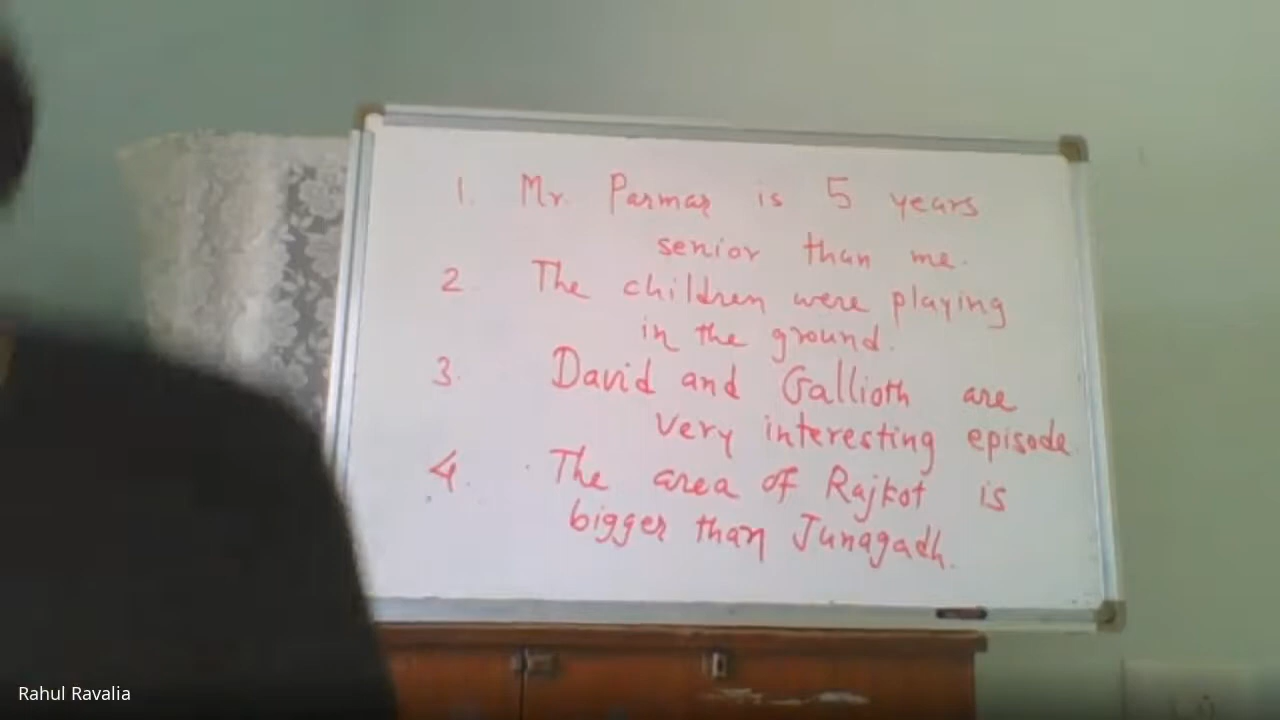 1. Mr. Parmar is 5 years
senior than me.
2. The children were playing
in the ground.
3. David and Gallioth are
very interesting episode
4. The area of Rajkot is
bigger than Junagadh.
Rahul Ravalia